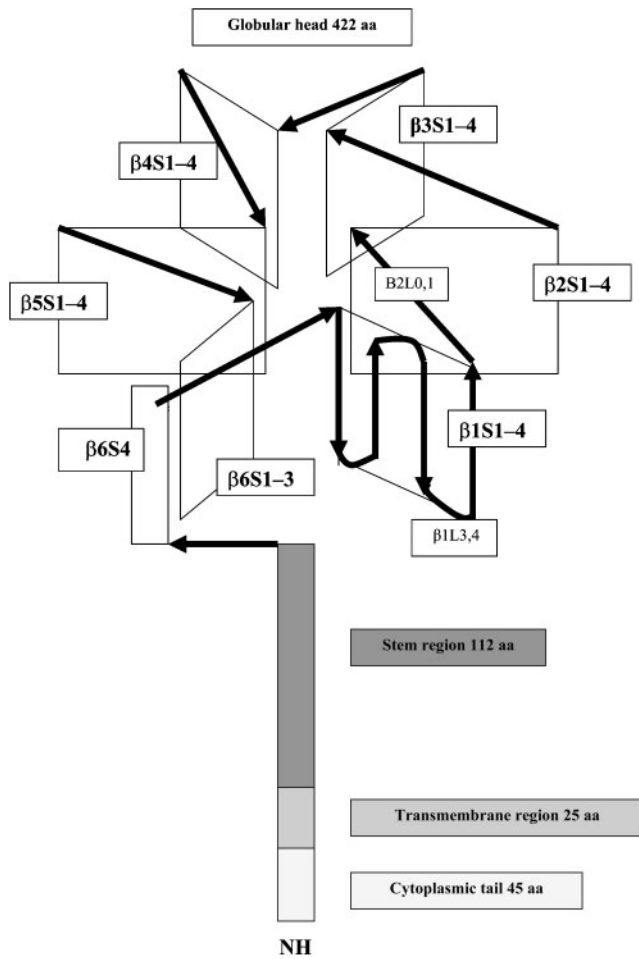 Globular head 422 aa
β3S1–4
β4S1–4
B2L0,1
β5S1–4
β2S1–4
β6S4
β1S1–4
β6S1–3
β1L3,4
Stem region 112 aa
Transmembrane region 25 aa
Cytoplasmic tail 45 aa
NH